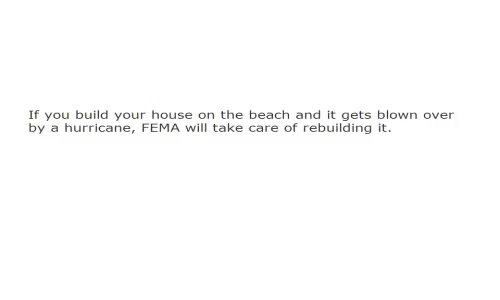 If you build your house on the beach and it gets blown over
by a hurricane, FEMA will take care of rebuilding it.